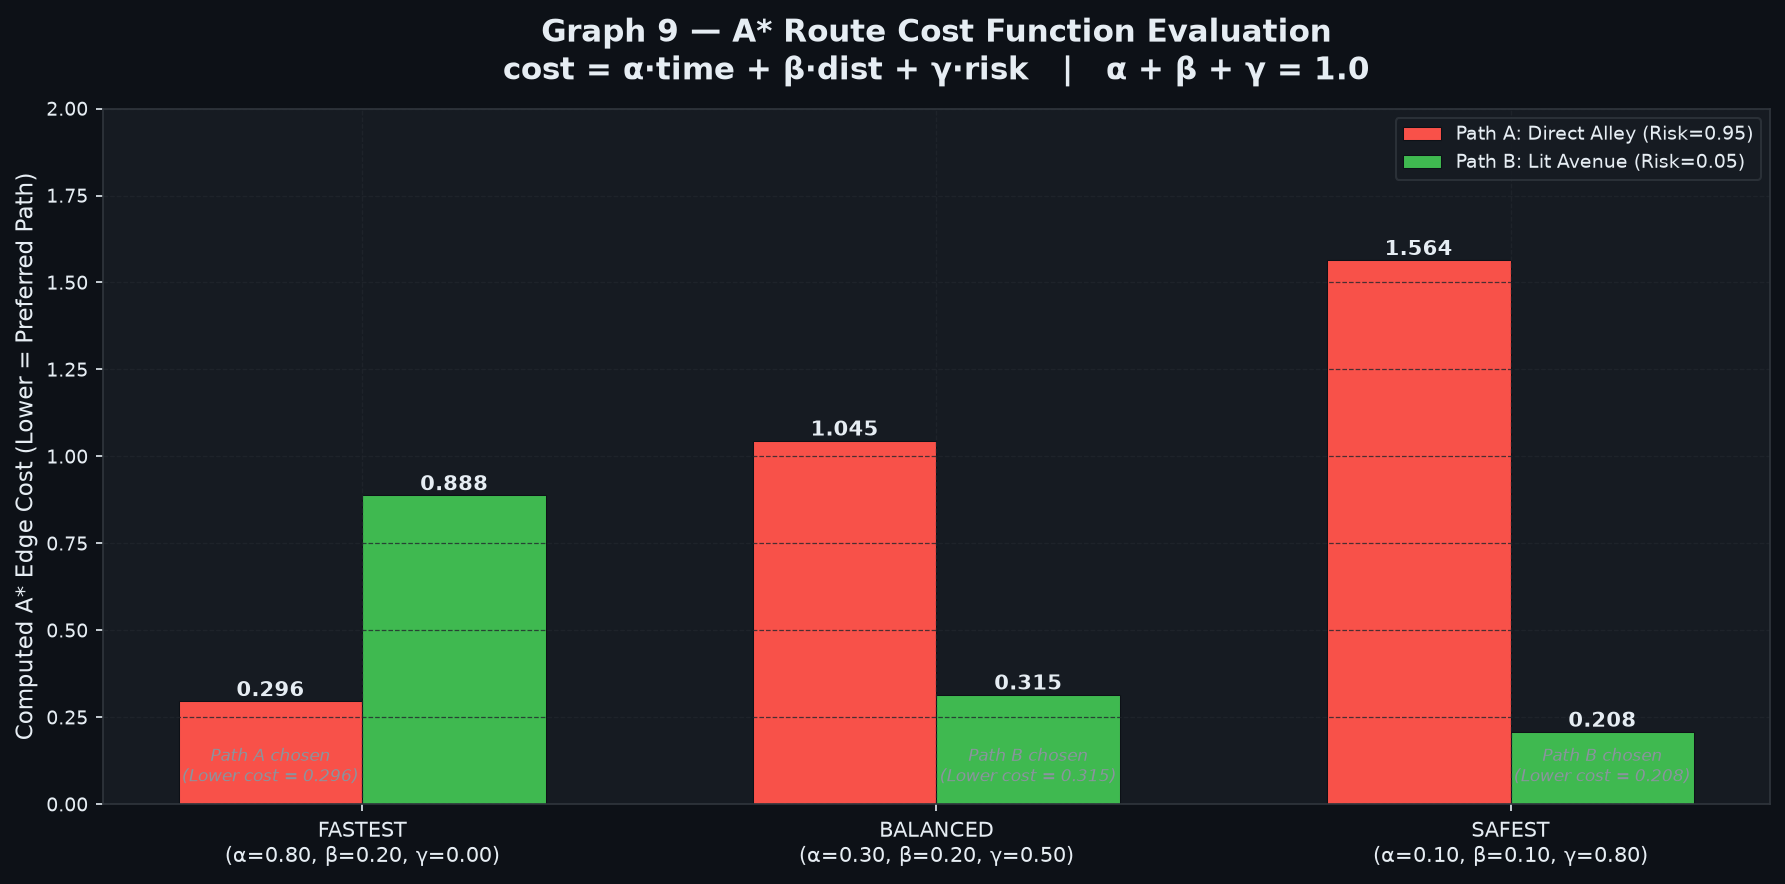 Graph 9 — A* Route Cost Function Evaluation
cost = α·time + β·dist + γ·risk | α + β + γ = 1.0
Computed A* Edge Cost (Lower = Preferred Path)
2.00
1.75
1.50
1.25
1.00
0.75
0.50
0.25
0.00
Path A: Direct Alley (Risk=0.95)
Path B: Lit Avenue (Risk=0.05)
0.296
0.888
1.045
0.315
1.564
0.208
Path A chosen
(Lower cost = 0.296)
Path B chosen
(Lower cost = 0.315)
Path B chosen
(Lower cost = 0.208)
FASTEST
(α=0.80, β=0.20, γ=0.00)
BALANCED
(α=0.30, β=0.20, γ=0.50)
SAFEST
(α=0.10, β=0.10, γ=0.80)